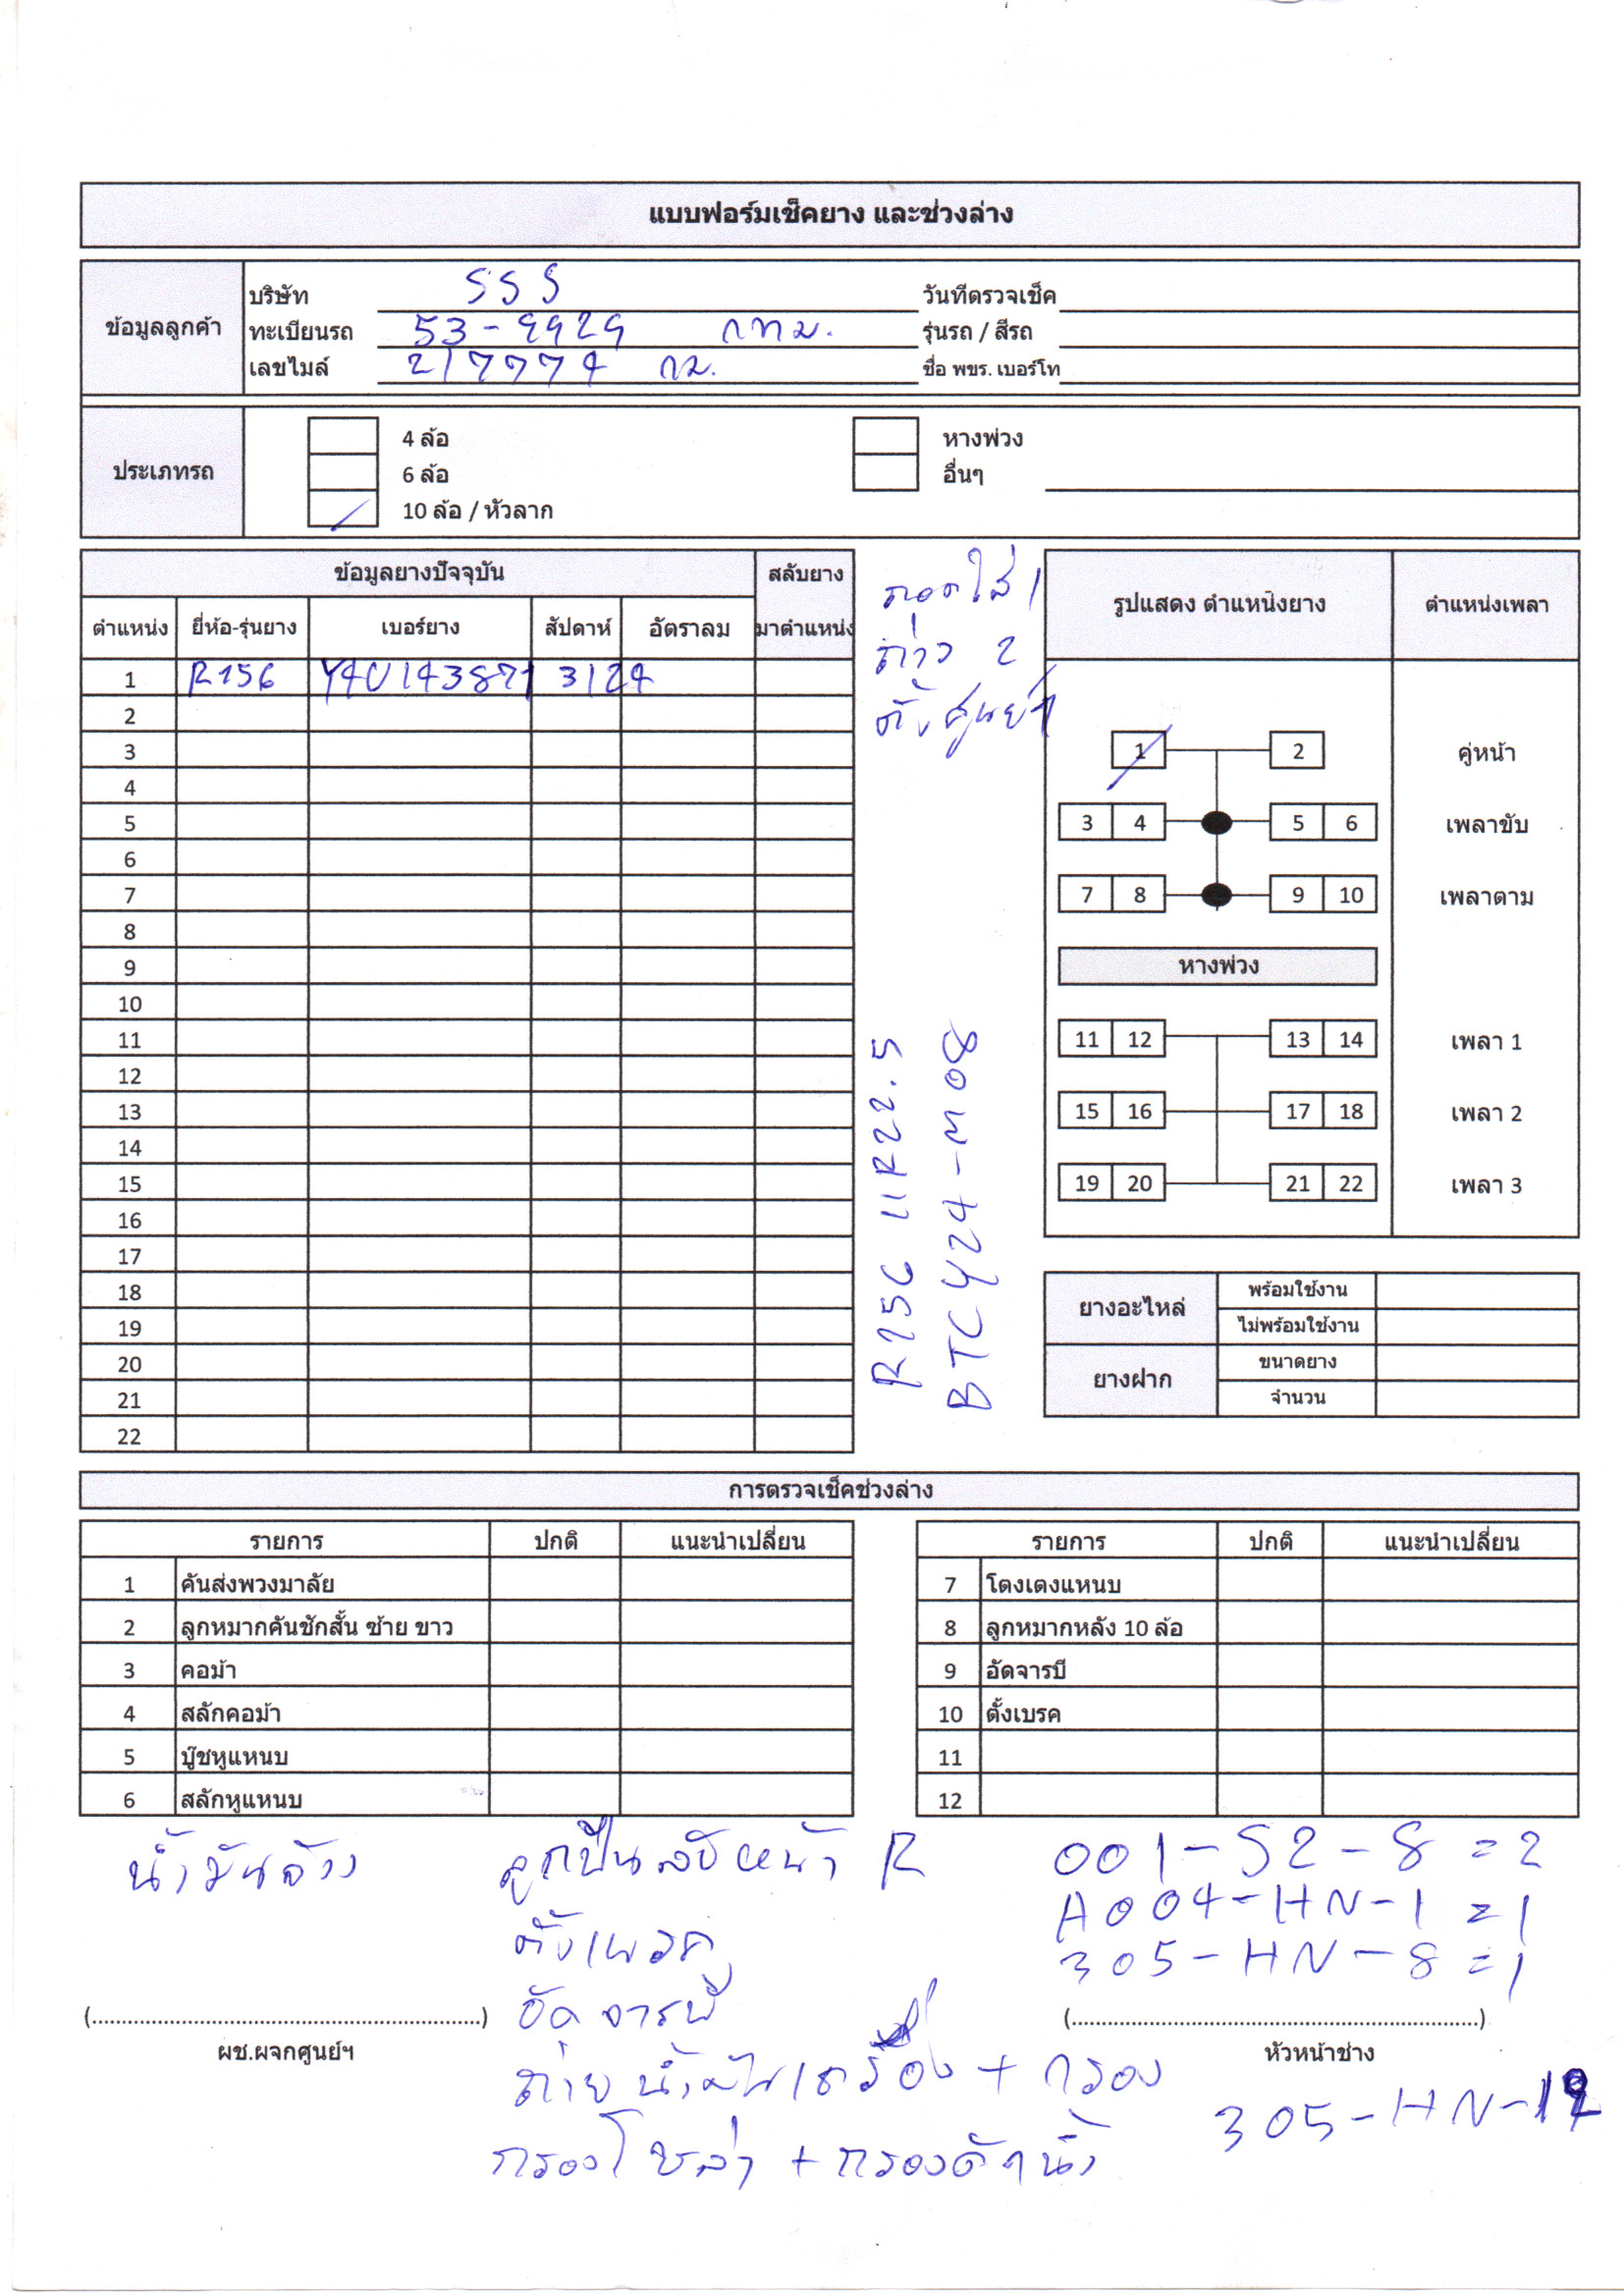 แบบฟอร์มเช็คยาง และช่วงล่าง
ข้อมูลลูกค้า
บริษัท SSS วันที่ตรวจเช็ค
ทะเบียนรถ 53-9929 กทม. รุ่นรถ / สีรถ
เลขไมล์ 217774 กม. ชื่อ พขร. เบอร์โท
ประเภทรถ
4 ล้อ หางพ่วง
6 ล้อ อื่นๆ
10 ล้อ / หัวลาก
ข้อมูลยางปัจจุบัน สลับยาง
ตำแหน่ง ยี่ห้อ-รุ่นยาง เบอร์ยาง สัปดาห์ อัตราลม มาตำแหน่ง
1 R156 Y4U143871 3124
2
3
4
5
6
7
8
9
10
11
12
13
14
15
16
17
18
19
20
21
22
ถอดใส่ 1
ถ่วง 2
ตั้งศูนย์ 1
R156 11R22.5
BTCY24-M08
รูปแสดง ตำแหน่งยาง ตำแหน่งเพลา
1 2 คู่หน้า
3 4 5 6 เพลาขับ
7 8 9 10 เพลาตาม
หางพ่วง
11 12 13 14 เพลา 1
15 16 17 18 เพลา 2
19 20 21 22 เพลา 3
ยางอะไหล่ พร้อมใช้งาน
ไม่พร้อมใช้งาน
ยางฝาก ขนาดยาง
จำนวน
การตรวจเช็คช่วงล่าง
รายการ ปกติ แนะนำเปลี่ยน รายการ ปกติ แนะนำเปลี่ยน
1 คันส่งพวงมาลัย 7 โตงเตงแหนบ
2 ลูกหมากคันชักสั้น ซ้าย ขาว 8 ลูกหมากหลัง 10 ล้อ
3 คอม้า 9 อัดจารบี
4 สลักคอม้า 10 ตั้งเบรค
5 บู๊ชหูแหนบ 11
6 สลักหูแหนบ 12
น้ำมันล้าง ลูกปืนล้อหน้า R 001-S2-8 =2
A004-HN-1 =1
ตั้งเบรค 305-HN-8 =1
อัดจารบี
(..............................) (..............................)
ผช.ผจกศูนย์ฯ หัวหน้าช่าง
ถ่ายน้ำมันเครื่อง + กรอง
305-HN-
กรองโซล่า + กรองดักน้ำ